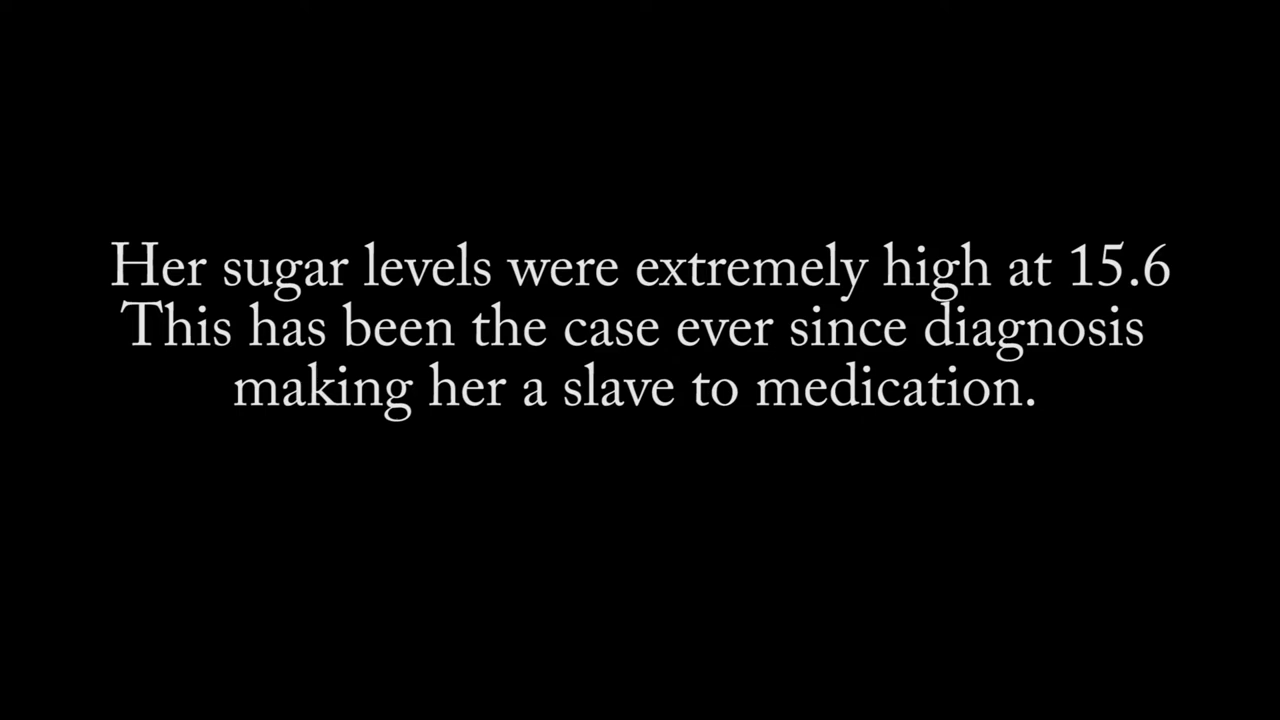 Her sugar levels were extremely high at 15.6
This has been the case ever since diagnosis
making her a slave to medication.